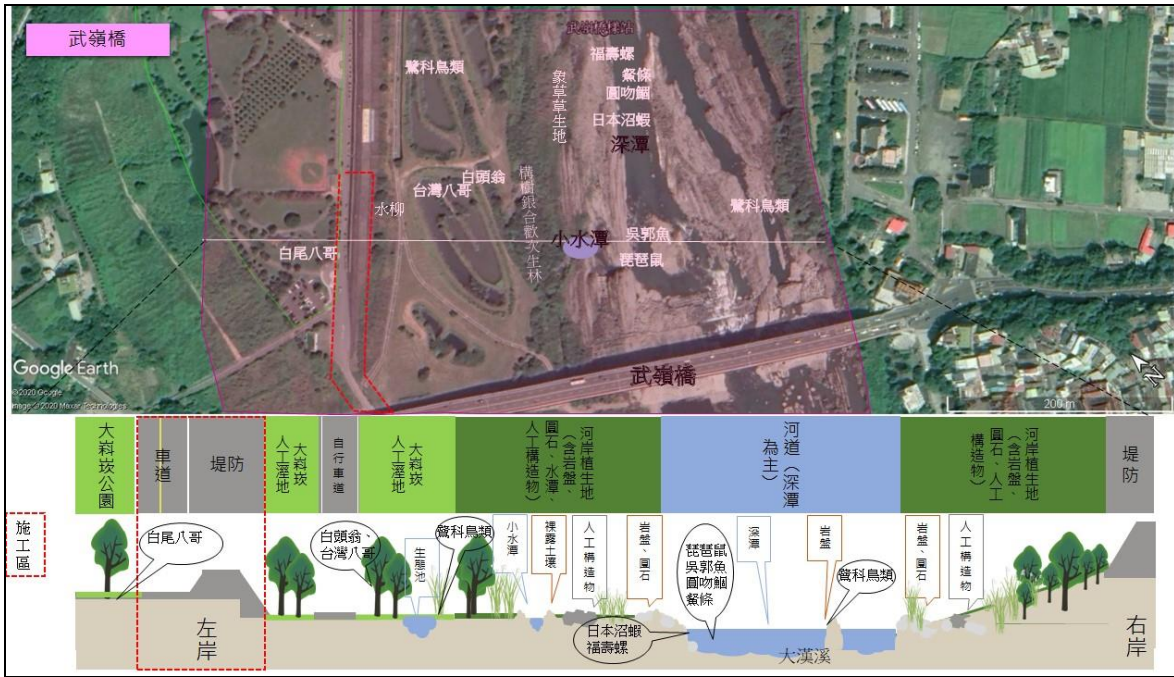 武嶺橋
武嶺橋樣站
福壽螺
鷺科鳥類
象草草生地
鰲條
圓吻鯝
日本沼蝦
深潭
白頭翁
台灣八哥
構樹銀合歡次生林
水柳
鷺科鳥類
白尾八哥
小水潭
吳郭魚
琵琶鼠
武嶺橋
Google Earth
©2020 Google
Image © 2020 Maxar Technologies
200 m
大嵙崁公園
車道
堤防
大嵙崁
人工溼地
自行車道
大嵙崁
人工溼地
河岸植生地
(含岩盤、
圓石、水潭、
人工構造物)
河道(深潭
為主)
河岸植生地
(含岩盤、
圓石、人工
構造物)
堤防
施工區
白尾八哥
白頭翁、
台灣八哥
生態池
鷺科鳥類
小水潭
裸露土壤
人工構造物
岩盤、圓石
琵琶鼠
吳郭魚
圓吻鯝
鰲條
深潭
岩盤
鷺科鳥類
岩盤、圓石
人工構造物
日本沼蝦
福壽螺
左岸
大漢溪
右岸